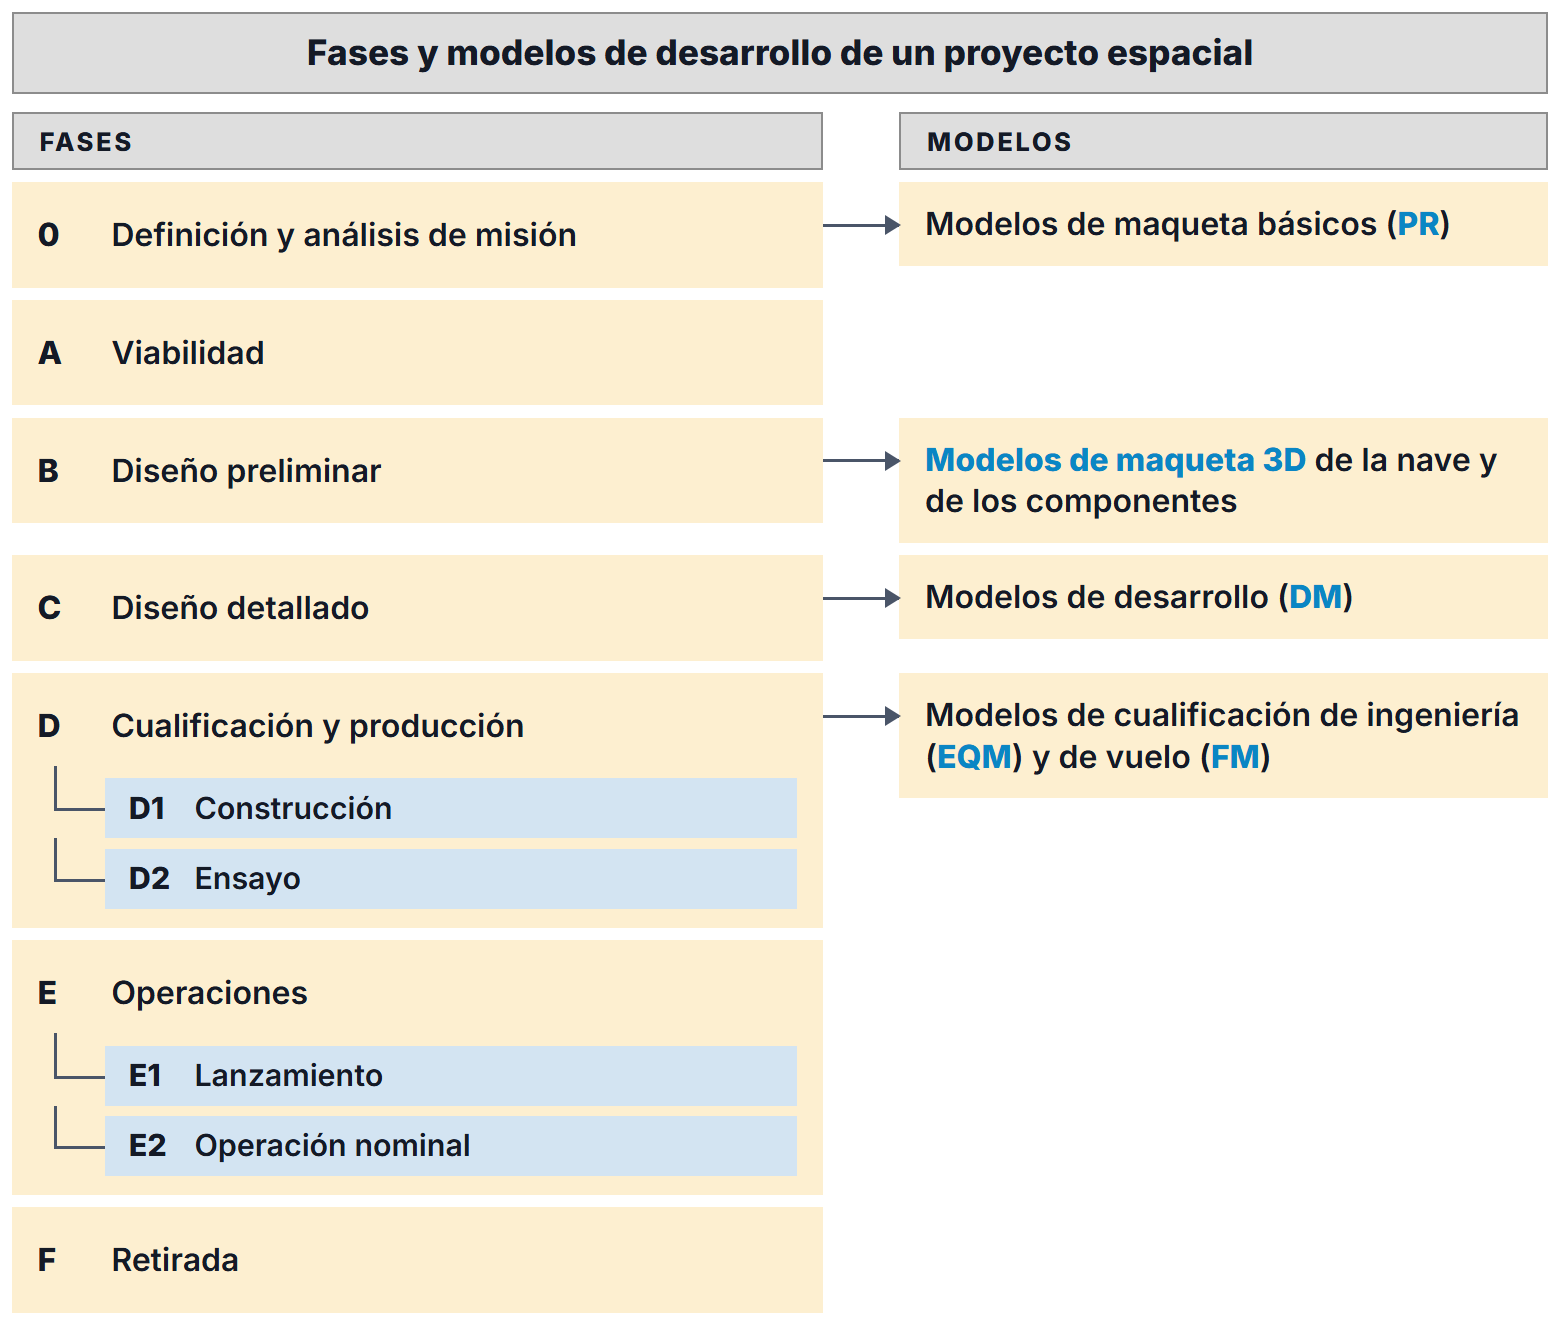 Fases y modelos de desarrollo de un proyecto espacial
FASES
MODELOS
0 Definición y análisis de misión
Modelos de maqueta básicos (PR)
A Viabilidad
B Diseño preliminar
Modelos de maqueta 3D de la nave y
de los componentes
C Diseño detallado
Modelos de desarrollo (DM)
D Cualificación y producción
Modelos de cualificación de ingeniería
(EQM) y de vuelo (FM)
D1 Construcción
D2 Ensayo
E Operaciones
E1 Lanzamiento
E2 Operación nominal
F Retirada